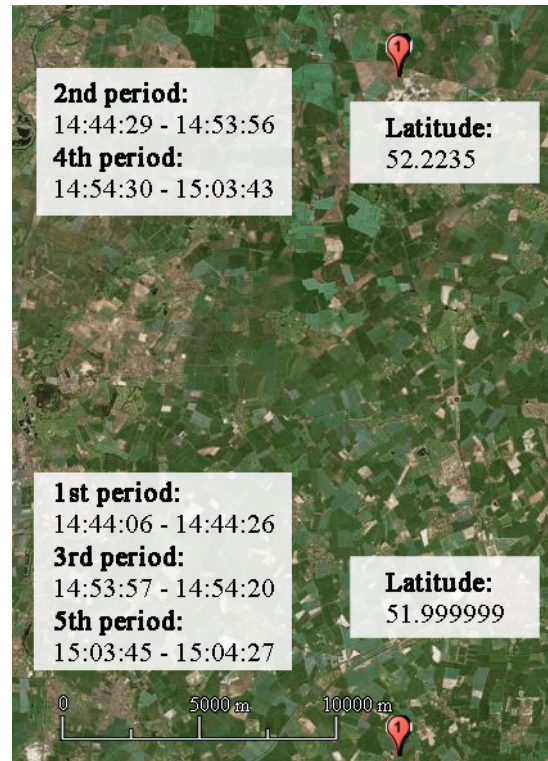 1
2nd period:
14:44:29 - 14:53:56
4th period:
14:54:30 - 15:03:43
Latitude:
52.2235
1st period:
14:44:06 - 14:44:26
3rd period:
14:53:57 - 14:54:20
5th period:
15:03:45 - 15:04:27
Latitude:
51.999999
0 5000 m 10000 m
1